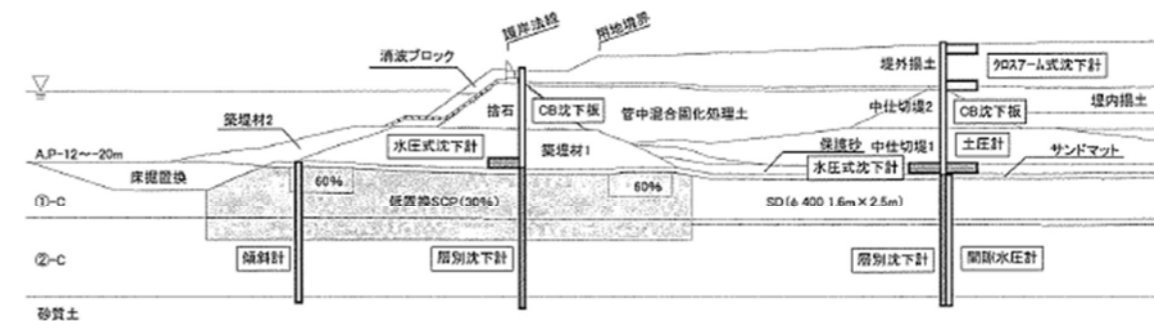 護岸法線
用地境界
消波ブロック
堤外揚土
クロスアーム式沈下計
捨石
CB沈下板
管中混合固化処理土
中仕切堤2
CB沈下板
堤内揚土
築堤材2
水圧式沈下計
築堤材1
保護砂
中仕切堤1
土圧計
サンドマット
A.P-12～-20m
水圧式沈下計
床掘置換
60%
60%
①-C
低置換SCP(30%)
SD(φ400 1.6m×2.5m)
②-C
傾斜計
層別沈下計
層別沈下計
間隙水圧計
砂質土